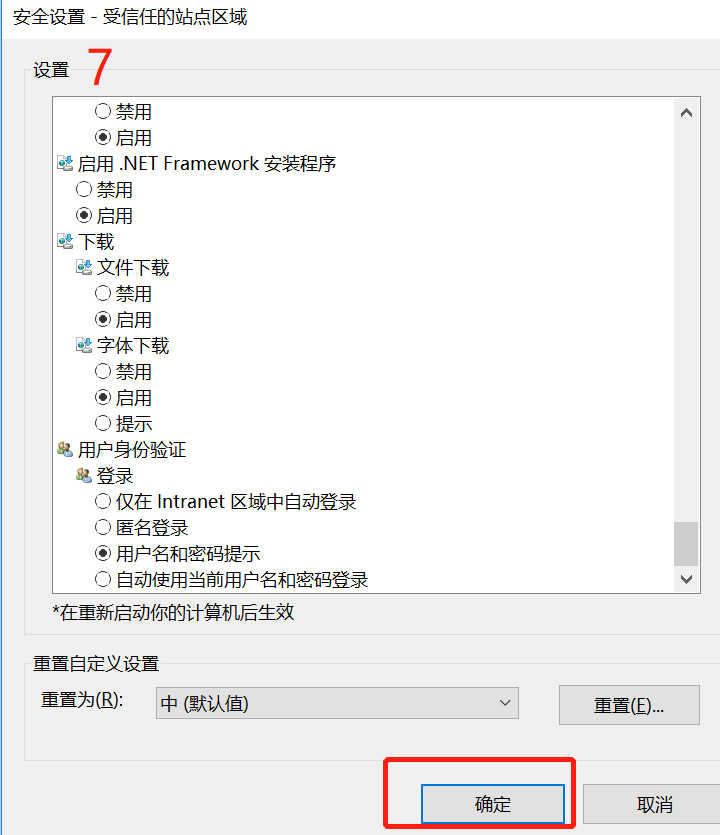 安全设置 - 受信任的站点区域
设置 7
禁用
启用
启用 .NET Framework 安装程序
禁用
启用
下载
文件下载
禁用
启用
字体下载
禁用
启用
提示
用户身份验证
登录
仅在 Intranet 区域中自动登录
匿名登录
用户名和密码提示
自动使用当前用户名和密码登录
*在重新启动你的计算机后生效
重置自定义设置
重置为(R): 中 (默认值) 重置(E)...
确定 取消